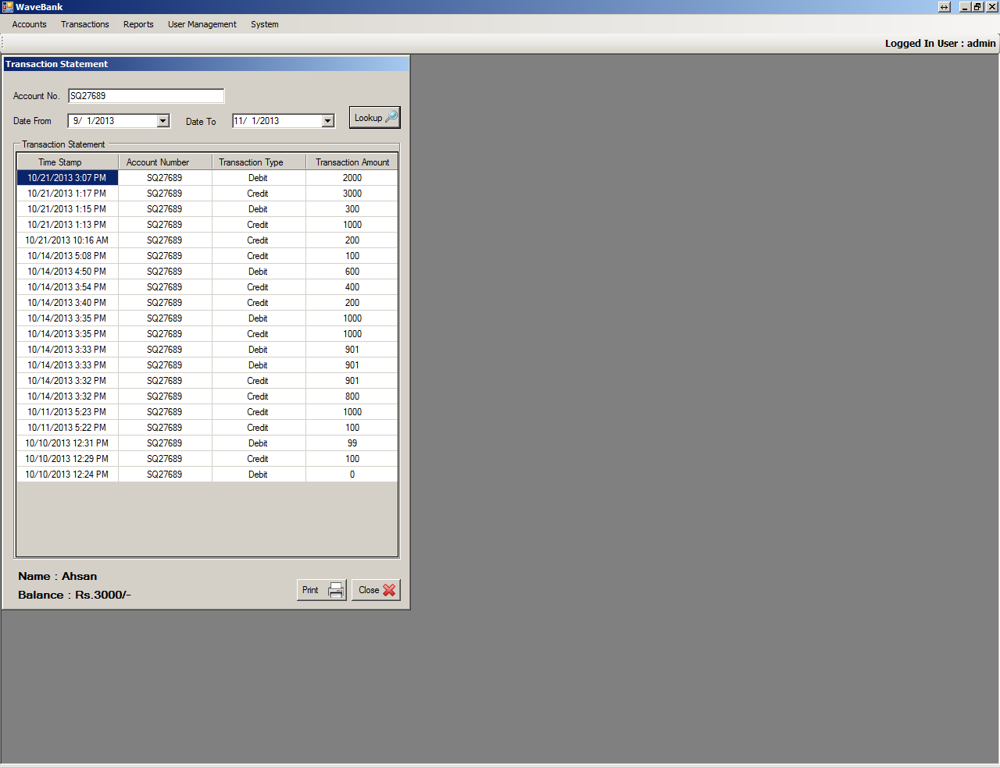 WaveBank
Accounts Transactions Reports User Management System
Logged In User : admin
Transaction Statement
Account No. SQ27689
Date From 9/ 1/2013 Date To 11/ 1/2013 Lookup
Transaction Statement
Time Stamp Account Number Transaction Type Transaction Amount
10/21/2013 3:07 PM SQ27689 Debit 2000
10/21/2013 1:17 PM SQ27689 Credit 3000
10/21/2013 1:15 PM SQ27689 Debit 300
10/21/2013 1:13 PM SQ27689 Credit 1000
10/21/2013 10:16 AM SQ27689 Credit 200
10/14/2013 5:08 PM SQ27689 Credit 100
10/14/2013 4:50 PM SQ27689 Debit 600
10/14/2013 3:54 PM SQ27689 Credit 400
10/14/2013 3:40 PM SQ27689 Credit 200
10/14/2013 3:35 PM SQ27689 Debit 1000
10/14/2013 3:35 PM SQ27689 Credit 1000
10/14/2013 3:33 PM SQ27689 Debit 901
10/14/2013 3:33 PM SQ27689 Debit 901
10/14/2013 3:32 PM SQ27689 Credit 901
10/14/2013 3:32 PM SQ27689 Credit 800
10/11/2013 5:23 PM SQ27689 Credit 1000
10/11/2013 5:22 PM SQ27689 Credit 100
10/10/2013 12:31 PM SQ27689 Debit 99
10/10/2013 12:29 PM SQ27689 Credit 100
10/10/2013 12:24 PM SQ27689 Debit 0
Name : Ahsan
Balance : Rs.3000/-
Print Close